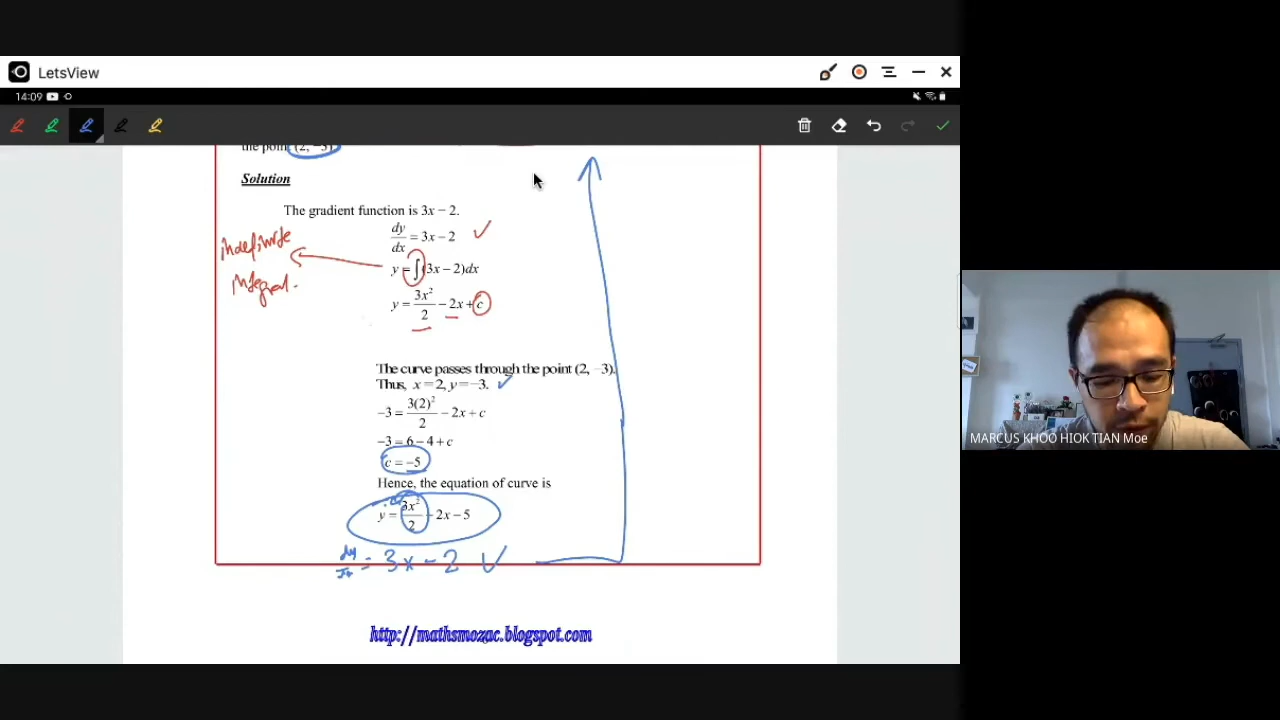 LetsView
14:09
the point (2, −3)
Solution
The gradient function is 3x − 2.
dy/dx = 3x − 2 ✓
indefinite
integral.
y = ∫(3x − 2)dx
y = 3x²/2 − 2x + c
The curve passes through the point (2, −3).
Thus, x = 2, y = −3. ✓
−3 = 3(2)²/2 − 2x + c
−3 = 6 − 4 + c
c = −5
Hence, the equation of curve is
y = 3x²/2 − 2x − 5
dy/dx = 3x − 2 ✓
http://mathsmozac.blogspot.com
MARCUS KHOO HIOK TIAN Moe